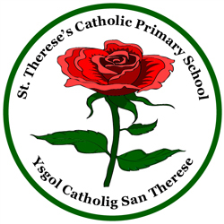 St. Therese's Catholic Primary School
Ysgol Catholig San Therese